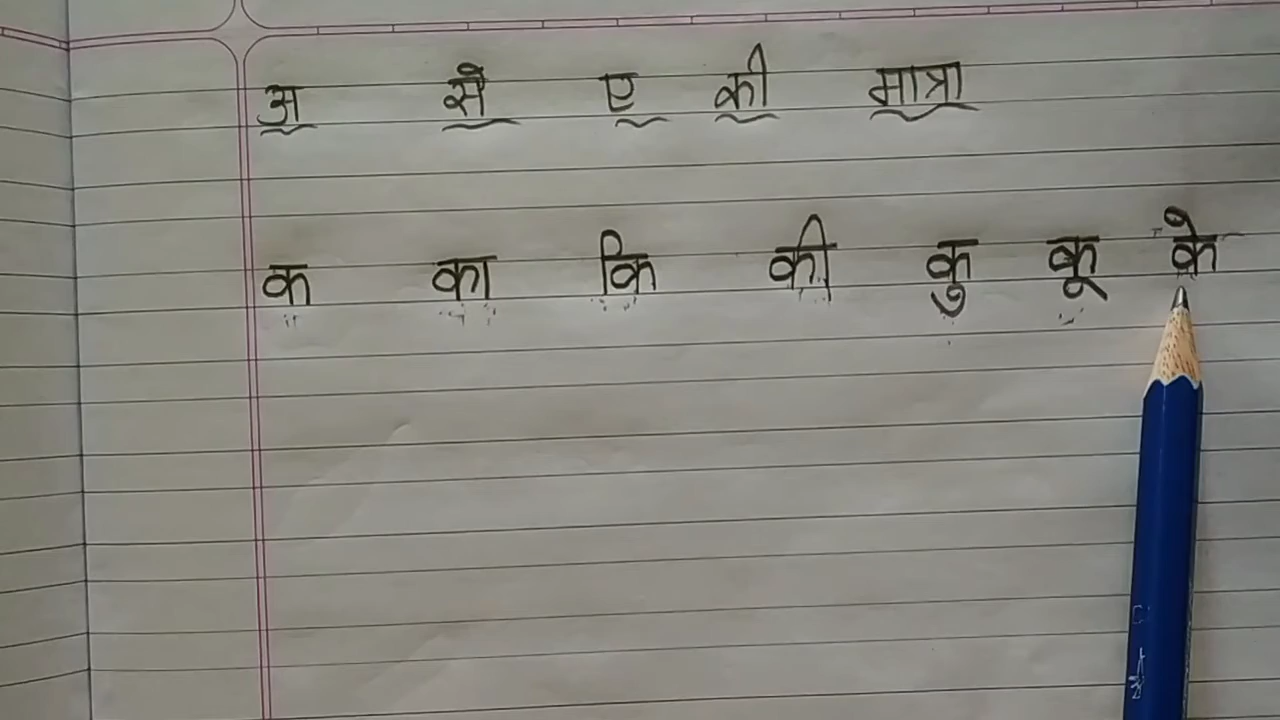 अ से ए की मात्रा
क का कि की कु कू के